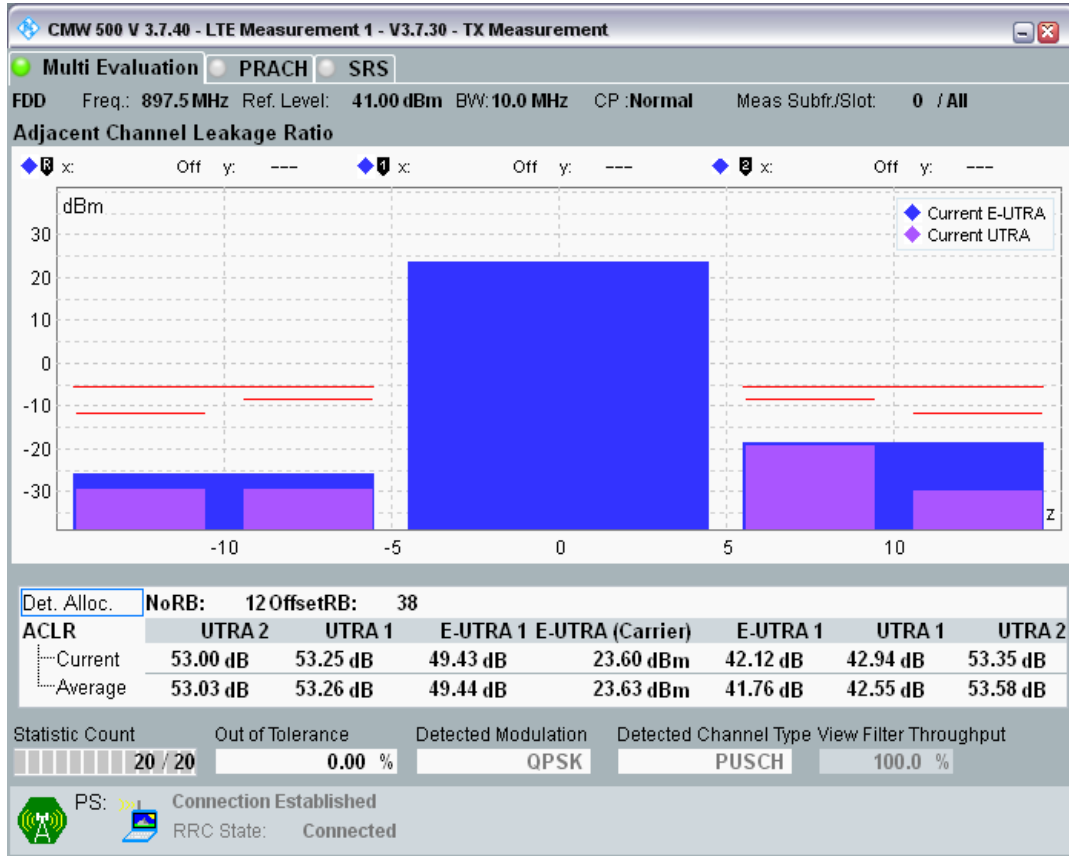 CMW 500 V 3.7.40 - LTE Measurement 1 - V3.7.30 - TX Measurement
Multi Evaluation PRACH SRS
FDD Freq.: 897.5 MHz Ref. Level: 41.00 dBm BW: 10.0 MHz CP :Normal Meas Subfr./Slot: 0 / All
Adjacent Channel Leakage Ratio
R x: Off y: --- 1 x: Off y: --- 2 x: Off y: ---
dBm
Current E-UTRA
Current UTRA
30
20
10
0
-10
-20
-30
z
-10 -5 0 5 10
Det. Alloc. NoRB: 12 OffsetRB: 38
ACLR UTRA 2 UTRA 1 E-UTRA 1 E-UTRA (Carrier) E-UTRA 1 UTRA 1 UTRA 2
Current 53.00 dB 53.25 dB 49.43 dB 23.60 dBm 42.12 dB 42.94 dB 53.35 dB
Average 53.03 dB 53.26 dB 49.44 dB 23.63 dBm 41.76 dB 42.55 dB 53.58 dB
Statistic Count Out of Tolerance Detected Modulation Detected Channel Type View Filter Throughput
20 / 20 0.00 % QPSK PUSCH 100.0 %
PS: Connection Established
RRC State: Connected